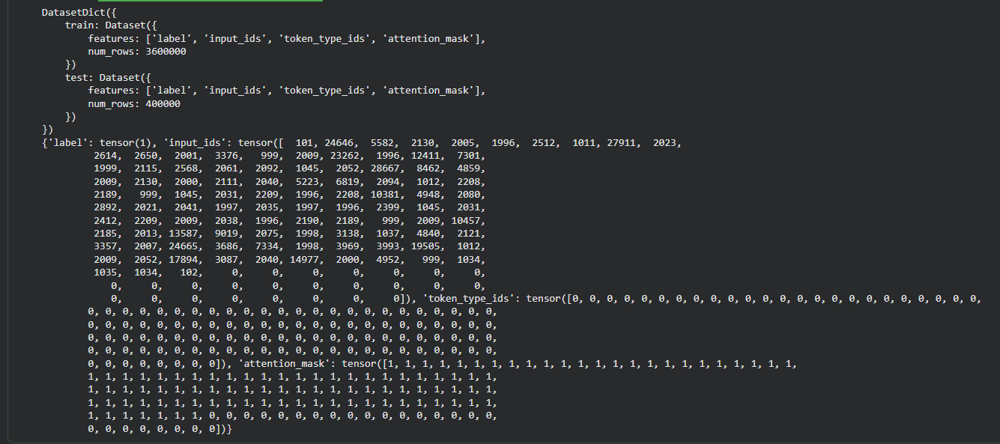 DatasetDict({
    train: Dataset({
        features: ['label', 'input_ids', 'token_type_ids', 'attention_mask'],
        num_rows: 3600000
    })
    test: Dataset({
        features: ['label', 'input_ids', 'token_type_ids', 'attention_mask'],
        num_rows: 400000
    })
})
{'label': tensor(1), 'input_ids': tensor([  101, 24646,  5582,  2130,  2005,  1996,  2512,  1011, 27911,  2023,
         2614,  2650,  2001,  3376,   999,  2009, 23262,  1996, 12411,  7301,
         1999,  2115,  2568,  2061,  2092,  1045,  2052, 28667,  8462,  4859,
         2009,  2130,  2000,  2111,  2040,  5223,  6819,  2094,  1012,  2208,
         2189,   999,  1045,  2031,  2209,  1996,  2208, 10381,  4948,  2080,
         2892,  2021,  2041,  1997,  2035,  1997,  1996,  2399,  1045,  2031,
         2412,  2209,  2009,  2038,  1996,  2190,  2189,   999,  2009, 10457,
         2185,  2013, 13587,  9019,  2075,  1998,  3138,  1037,  4840,  2121,
         3357,  2007, 24665,  3686,  7334,  1998,  3969,  3993, 19505,  1012,
         2009,  2052, 17894,  3087,  2040, 14977,  2000,  4952,   999,  1034,
         1035,  1034,   102,     0,     0,     0,     0,     0,     0,     0,
            0,     0,     0,     0,     0,     0,     0,     0,     0,     0,
            0,     0,     0,     0,     0,     0,     0,     0]), 'token_type_ids': tensor([0, 0, 0, 0, 0, 0, 0, 0, 0, 0, 0, 0, 0, 0, 0, 0, 0, 0, 0, 0, 0, 0, 0, 0,
        0, 0, 0, 0, 0, 0, 0, 0, 0, 0, 0, 0, 0, 0, 0, 0, 0, 0, 0, 0, 0, 0, 0, 0,
        0, 0, 0, 0, 0, 0, 0, 0, 0, 0, 0, 0, 0, 0, 0, 0, 0, 0, 0, 0, 0, 0, 0, 0,
        0, 0, 0, 0, 0, 0, 0, 0, 0, 0, 0, 0, 0, 0, 0, 0, 0, 0, 0, 0, 0, 0, 0, 0,
        0, 0, 0, 0, 0, 0, 0, 0, 0, 0, 0, 0, 0, 0, 0, 0, 0, 0, 0, 0, 0, 0, 0, 0,
        0, 0, 0, 0, 0, 0, 0, 0]), 'attention_mask': tensor([1, 1, 1, 1, 1, 1, 1, 1, 1, 1, 1, 1, 1, 1, 1, 1, 1, 1, 1, 1, 1, 1, 1, 1,
        1, 1, 1, 1, 1, 1, 1, 1, 1, 1, 1, 1, 1, 1, 1, 1, 1, 1, 1, 1, 1, 1, 1, 1,
        1, 1, 1, 1, 1, 1, 1, 1, 1, 1, 1, 1, 1, 1, 1, 1, 1, 1, 1, 1, 1, 1, 1, 1,
        1, 1, 1, 1, 1, 1, 1, 1, 1, 1, 1, 1, 1, 1, 1, 1, 1, 1, 1, 1, 1, 1, 1, 1,
        1, 1, 1, 1, 1, 1, 1, 0, 0, 0, 0, 0, 0, 0, 0, 0, 0, 0, 0, 0, 0, 0, 0, 0,
        0, 0, 0, 0, 0, 0, 0, 0])}